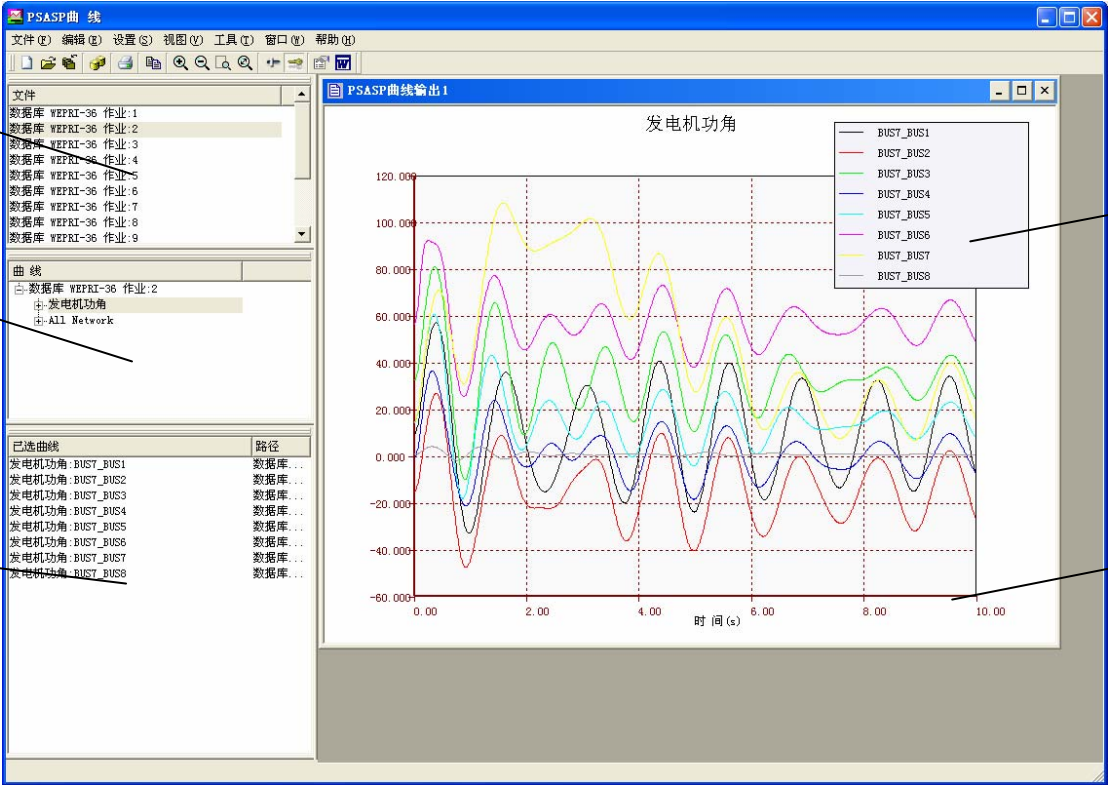 PSASP曲 线
文件(F) 编辑(E) 设置(S) 视图(V) 工具(T) 窗口(W) 帮助(H)
文件
数据库 WEPRI-36 作业:1
数据库 WEPRI-36 作业:2
数据库 WEPRI-36 作业:3
数据库 WEPRI-36 作业:4
数据库 WEPRI-36 作业:5
数据库 WEPRI-36 作业:6
数据库 WEPRI-36 作业:7
数据库 WEPRI-36 作业:8
数据库 WEPRI-36 作业:9
曲 线
数据库 WEPRI-36 作业:2
发电机功角
All Network
已选曲线 路径
发电机功角:BUS7_BUS1 数据库...
发电机功角:BUS7_BUS2 数据库...
发电机功角:BUS7_BUS3 数据库...
发电机功角:BUS7_BUS4 数据库...
发电机功角:BUS7_BUS5 数据库...
发电机功角:BUS7_BUS6 数据库...
发电机功角:BUS7_BUS7 数据库...
发电机功角:BUS7_BUS8 数据库...
PSASP曲线输出1
发电机功角
BUS7_BUS1
BUS7_BUS2
BUS7_BUS3
BUS7_BUS4
BUS7_BUS5
BUS7_BUS6
BUS7_BUS7
BUS7_BUS8
120.000
100.000
80.000
60.000
40.000
20.000
0.000
-20.000
-40.000
-60.000
0.00 2.00 4.00 6.00 8.00 10.00
时 间(s)